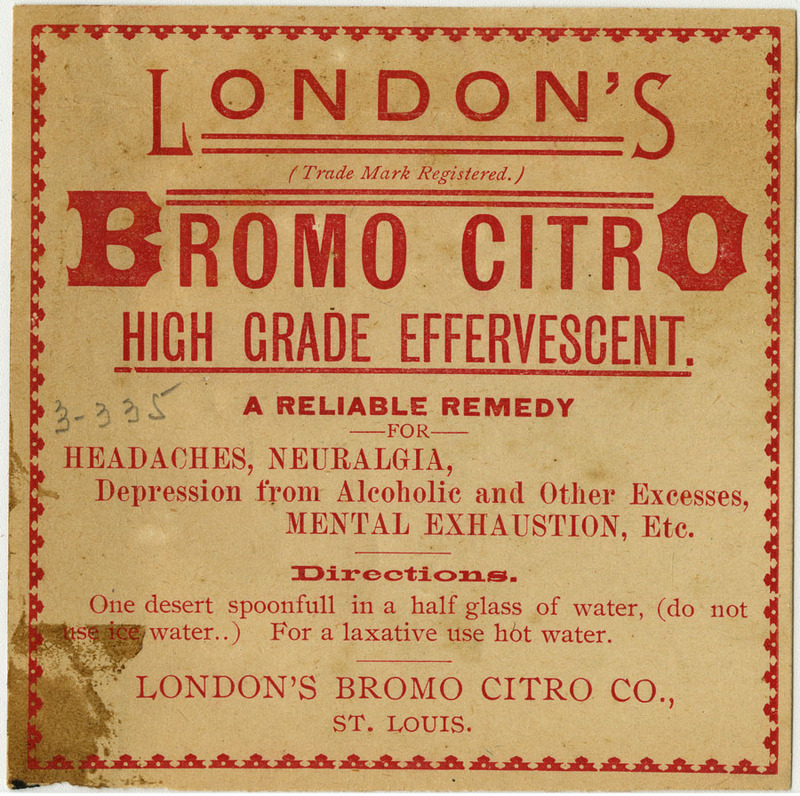 LONDON'S
(Trade Mark Registered.)
BROMO CITRO
HIGH GRADE EFFERVESCENT.
3-335
A RELIABLE REMEDY
FOR
HEADACHES, NEURALGIA,
Depression from Alcoholic and Other Excesses,
MENTAL EXHAUSTION, Etc.
Directions.
One desert spoonfull in a half glass of water, (do not
use ice water..) For a laxative use hot water.
LONDON'S BROMO CITRO CO.,
ST. LOUIS.